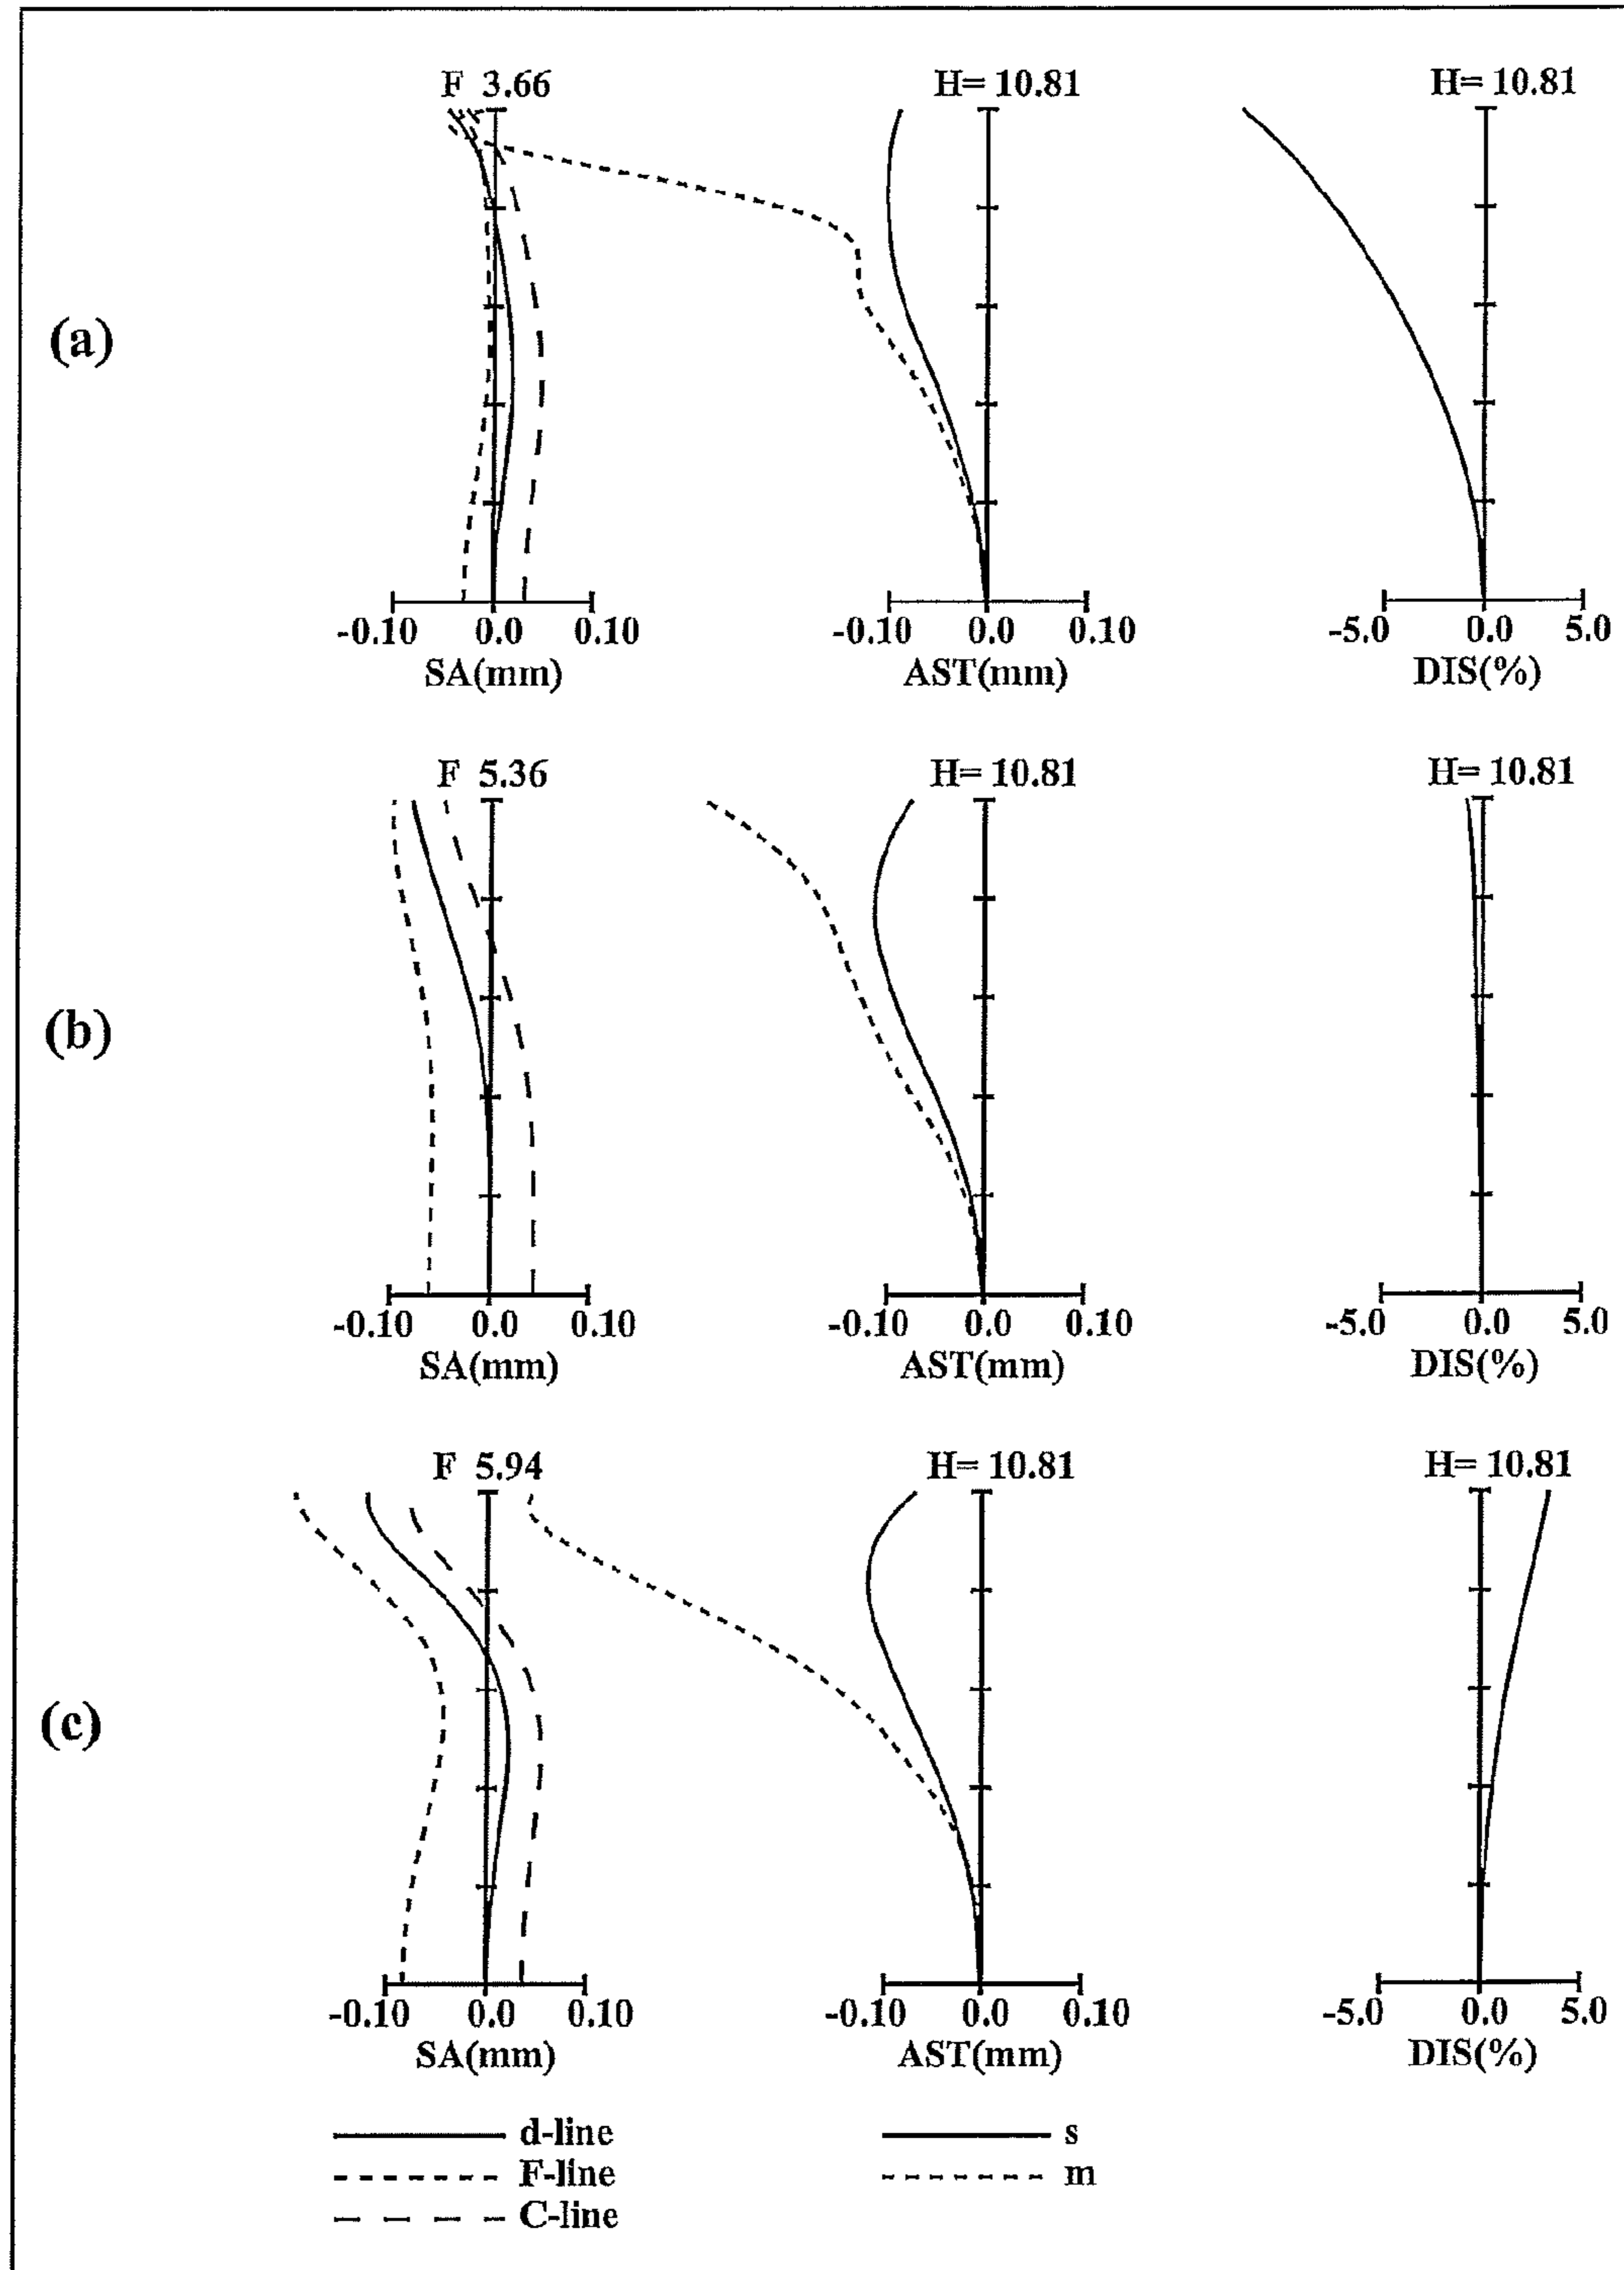 F 3.66 H= 10.81 H= 10.81
(a)
-0.10 0.0 0.10 -0.10 0.0 0.10 -5.0 0.0 5.0
SA(mm) AST(mm) DIS(%)
F 5.36 H= 10.81 H= 10.81
(b)
-0.10 0.0 0.10 -0.10 0.0 0.10 -5.0 0.0 5.0
SA(mm) AST(mm) DIS(%)
F 5.94 H= 10.81 H= 10.81
(c)
-0.10 0.0 0.10 -0.10 0.0 0.10 -5.0 0.0 5.0
SA(mm) AST(mm) DIS(%)
d-line s
F-line m
C-line